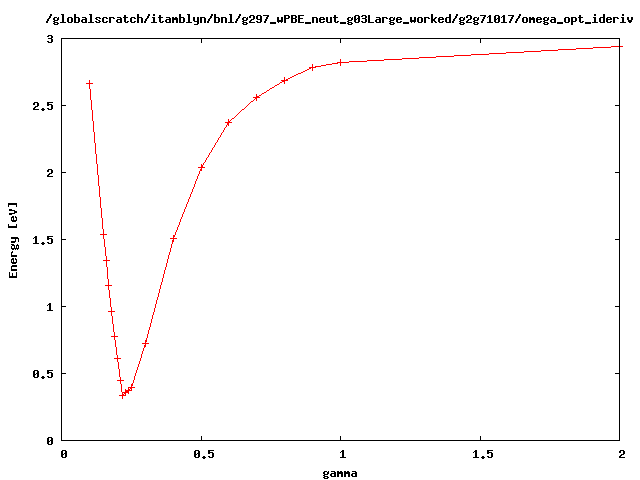 /globalscratch/itamblyn/bnl/g297_wPBE_neut_g03Large_worked/g2g71017/omega_opt_ideriv
3
2.5
2
1.5
1
0.5
0
Energy [eV]
0 0.5 1 1.5 2
gamma